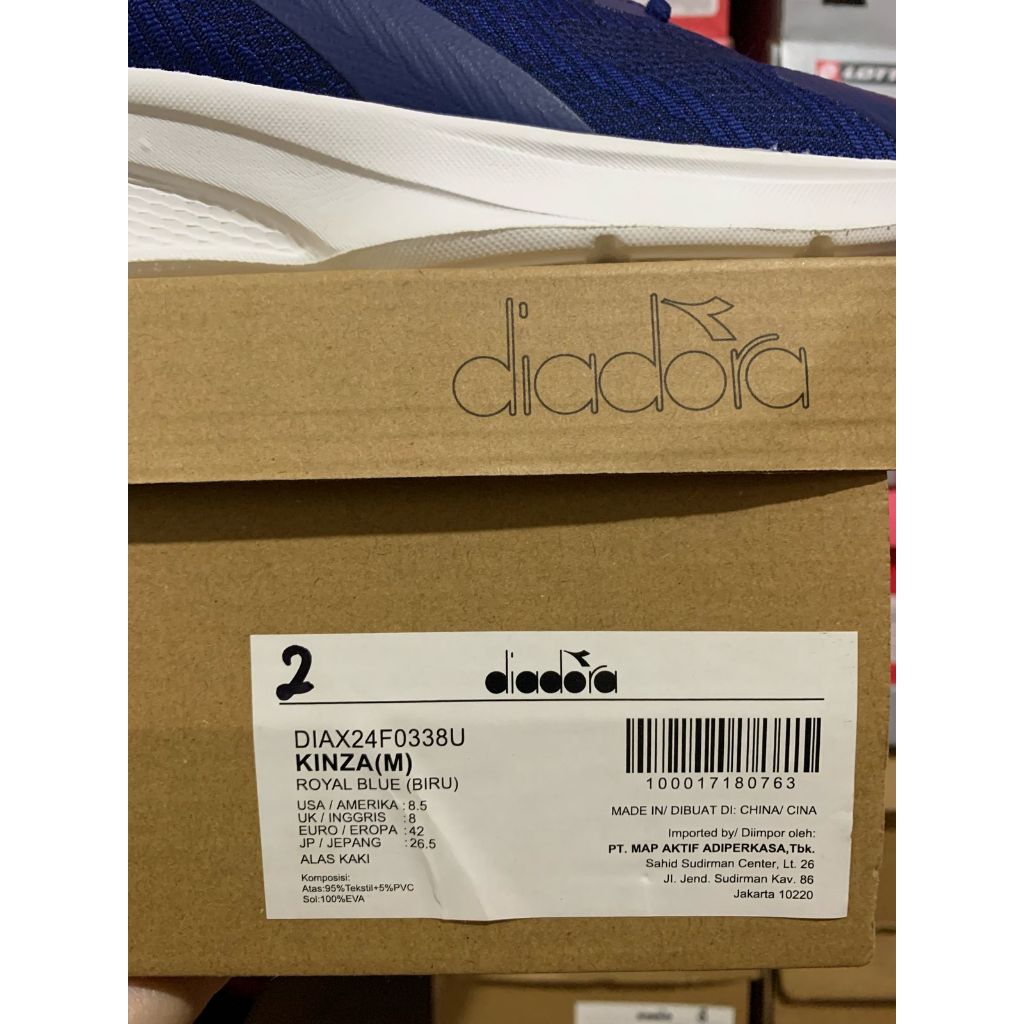 LOTT
diadora
2
diadora
DIAX24F0338U
KINZA(M)
ROYAL BLUE (BIRU)
USA / AMERIKA : 8.5
UK / INGGRIS : 8
EURO / EROPA : 42
JP / JEPANG : 26.5
ALAS KAKI
Komposisi:
Atas:95%Tekstil+5%PVC
Sol:100%EVA
100017180763
MADE IN/ DIBUAT DI: CHINA/ CINA
Imported by/ Diimpor oleh:
PT. MAP AKTIF ADIPERKASA,Tbk.
Sahid Sudirman Center, Lt. 26
Jl. Jend. Sudirman Kav. 86
Jakarta 10220